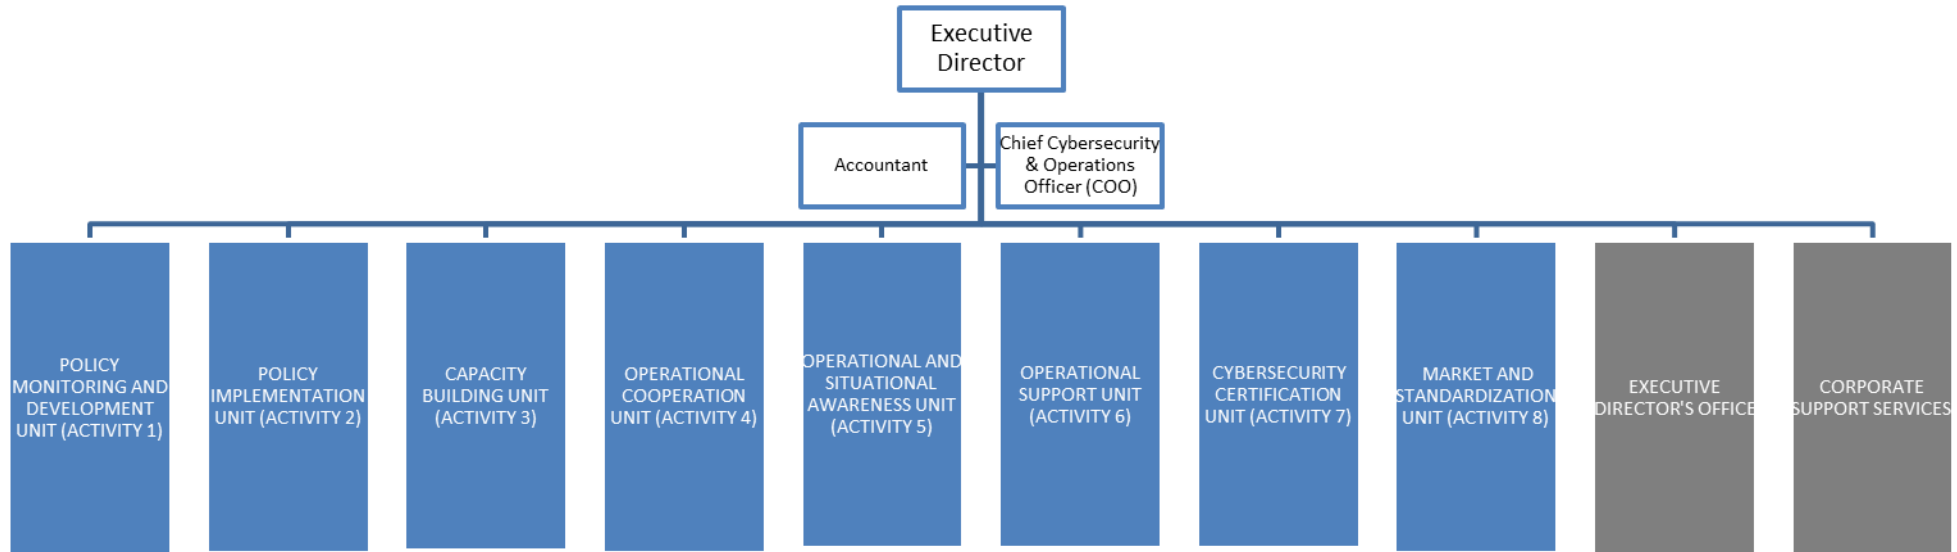 Executive
Director
Accountant
Chief Cybersecurity
& Operations
Officer (COO)
POLICY
MONITORING AND
DEVELOPMENT
UNIT (ACTIVITY 1)
POLICY
IMPLEMENTATION
UNIT (ACTIVITY 2)
CAPACITY
BUILDING UNIT
(ACTIVITY 3)
OPERATIONAL
COOPERATION
UNIT (ACTIVITY 4)
OPERATIONAL AND
SITUATIONAL
AWARENESS UNIT
(ACTIVITY 5)
OPERATIONAL
SUPPORT UNIT
(ACTIVITY 6)
CYBERSECURITY
CERTIFICATION
UNIT (ACTIVITY 7)
MARKET AND
STANDARDIZATION
UNIT (ACTIVITY 8)
EXECUTIVE
DIRECTOR'S OFFICE
CORPORATE
SUPPORT SERVICES